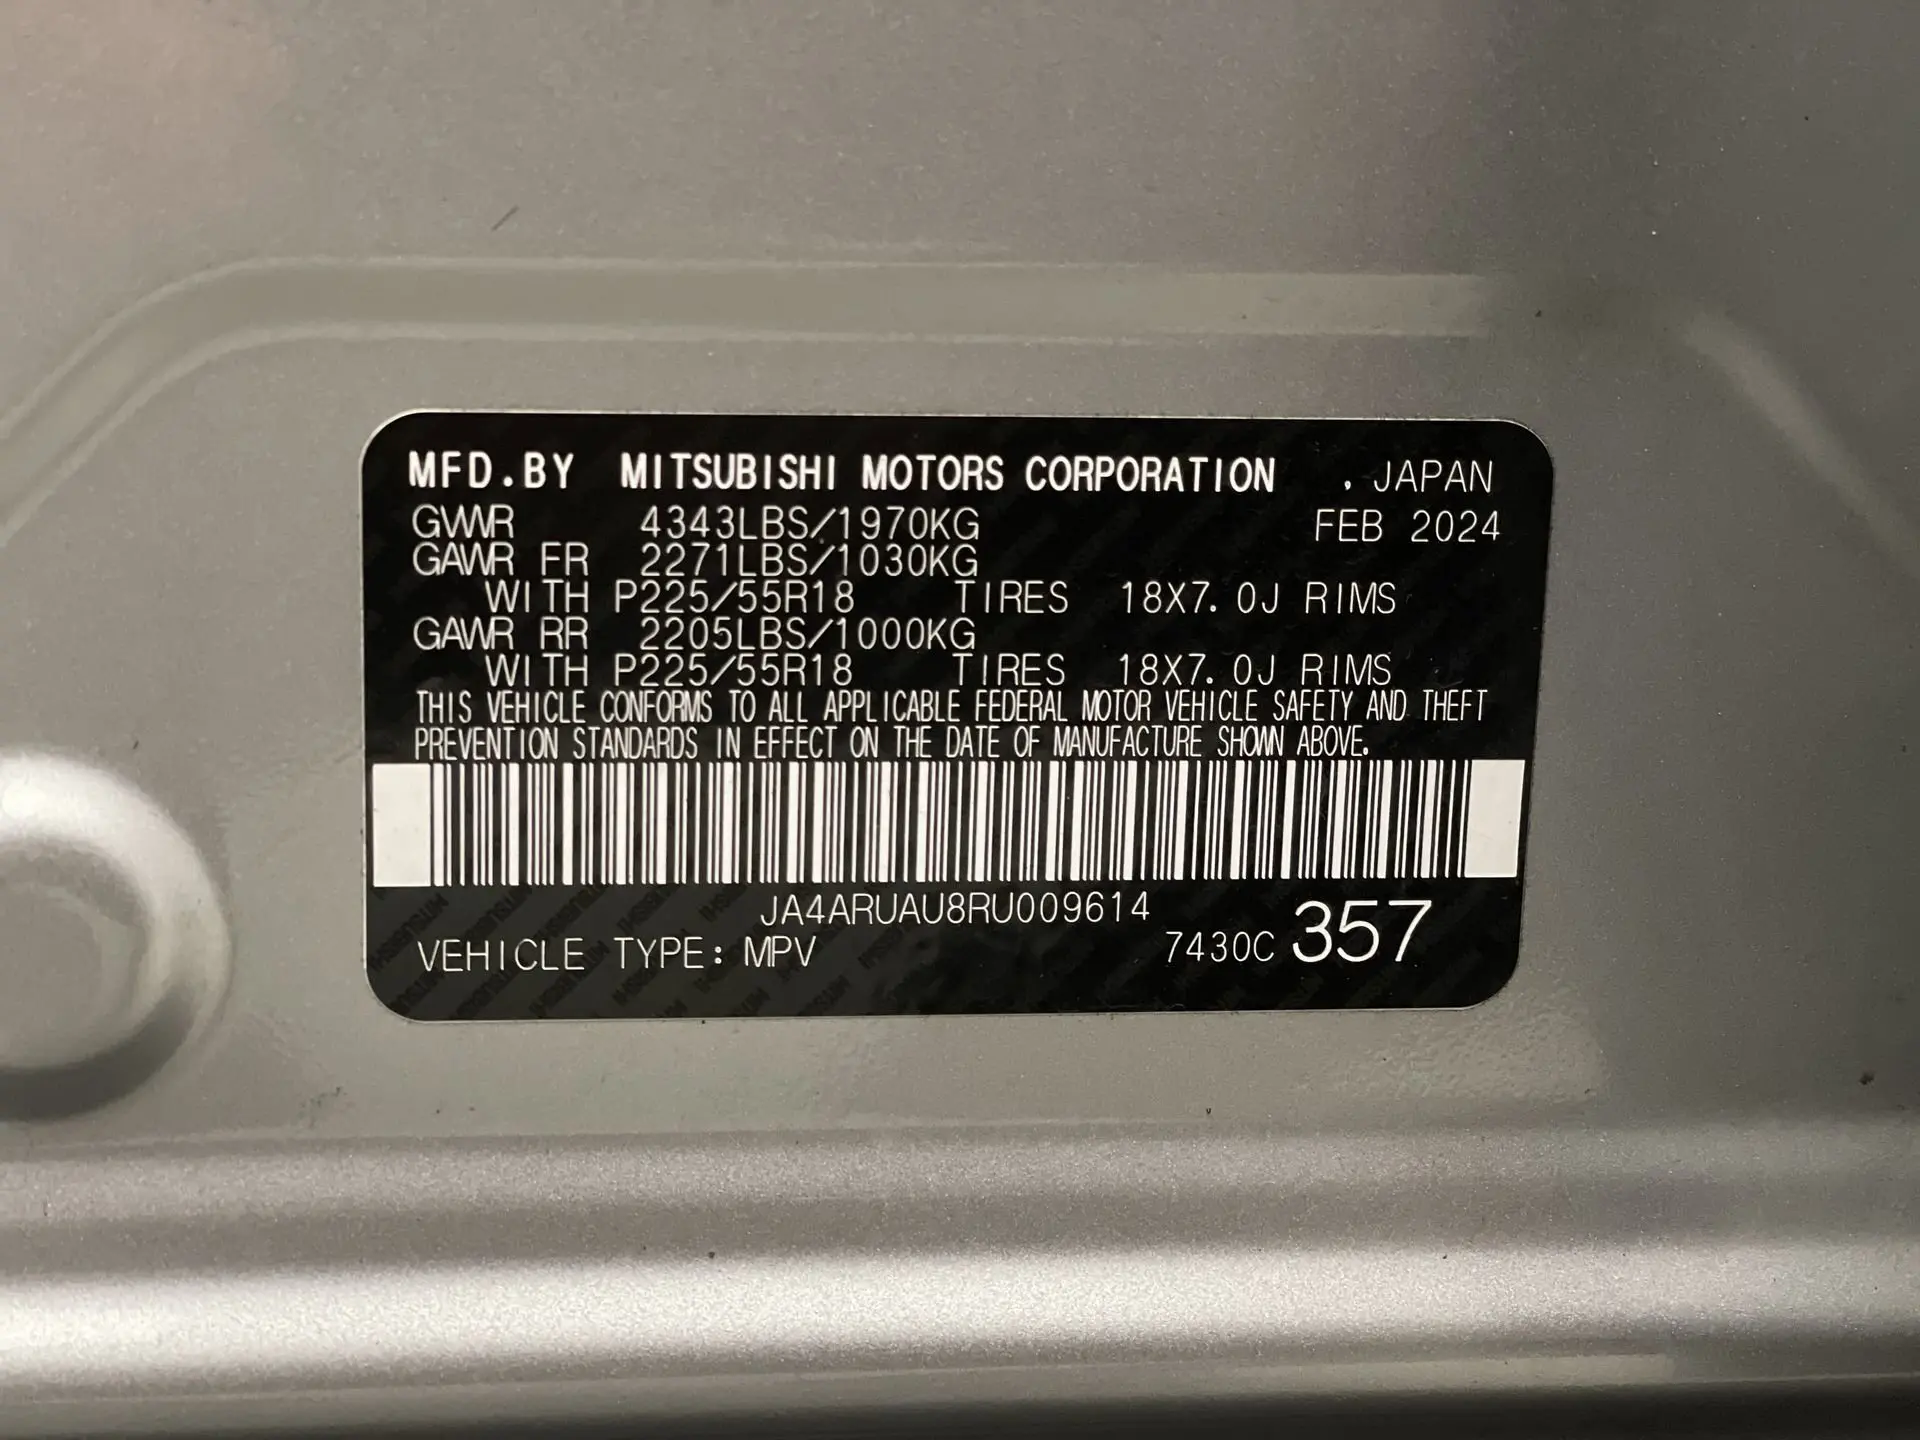 MFD.BY MITSUBISHI MOTORS CORPORATION , JAPAN
GVWR 4343LBS/1970KG FEB 2024
GAWR FR 2271LBS/1030KG
WITH P225/55R18 TIRES 18X7.0J RIMS
GAWR RR 2205LBS/1000KG
WITH P225/55R18 TIRES 18X7.0J RIMS
THIS VEHICLE CONFORMS TO ALL APPLICABLE FEDERAL MOTOR VEHICLE SAFETY AND THEFT
PREVENTION STANDARDS IN EFFECT ON THE DATE OF MANUFACTURE SHOWN ABOVE.
JA4ARUAU8RU009614
VEHICLE TYPE: MPV 7430C 357